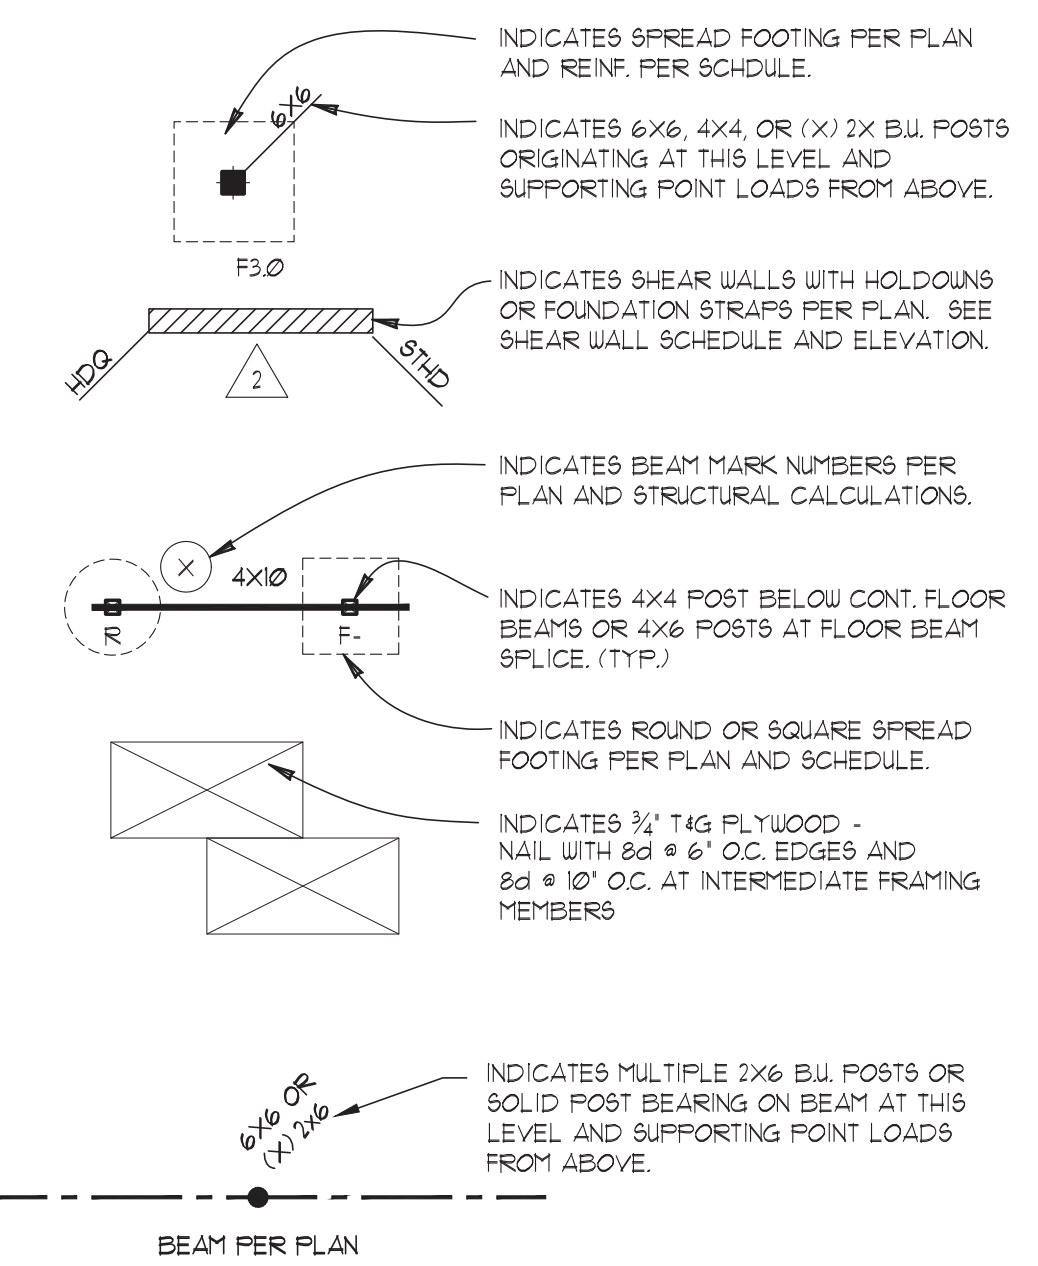 INDICATES SPREAD FOOTING PER PLAN
AND REINF. PER SCHDULE.
6X6
INDICATES 6X6, 4X4, OR (X) 2X B.U. POSTS
ORIGINATING AT THIS LEVEL AND
SUPPORTING POINT LOADS FROM ABOVE.
F3.0
INDICATES SHEAR WALLS WITH HOLDOWNS
OR FOUNDATION STRAPS PER PLAN. SEE
SHEAR WALL SCHEDULE AND ELEVATION.
HDQ
2
STHD
INDICATES BEAM MARK NUMBERS PER
PLAN AND STRUCTURAL CALCULATIONS.
X
4X10
R
F-
INDICATES 4X4 POST BELOW CONT. FLOOR
BEAMS OR 4X6 POSTS AT FLOOR BEAM
SPLICE. (TYP.)
INDICATES ROUND OR SQUARE SPREAD
FOOTING PER PLAN AND SCHEDULE.
INDICATES 3/4" T&G PLYWOOD -
NAIL WITH 8d @ 6" O.C. EDGES AND
8d @ 10" O.C. AT INTERMEDIATE FRAMING
MEMBERS
6X6 OR
(X) 2x6
INDICATES MULTIPLE 2X6 B.U. POSTS OR
SOLID POST BEARING ON BEAM AT THIS
LEVEL AND SUPPORTING POINT LOADS
FROM ABOVE.
BEAM PER PLAN